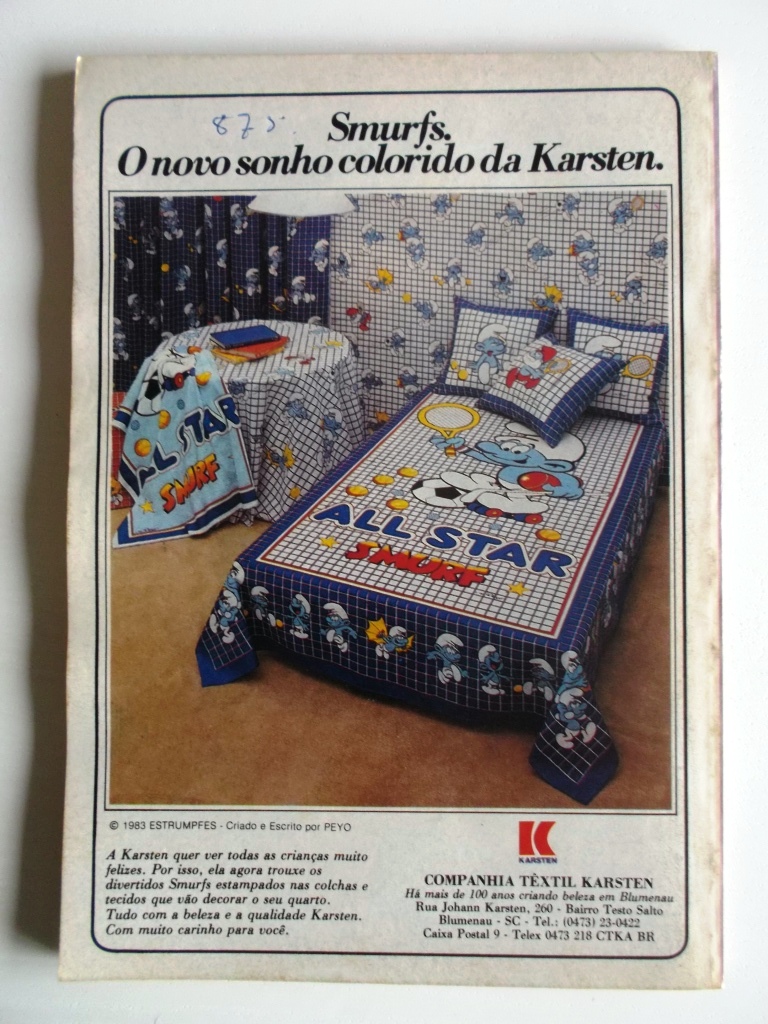 875.
Smurfs.
O novo sonho colorido da Karsten.
ALL STAR
SMURF
ALL STAR
SMURF
© 1983 ESTRUMPFES - Criado e Escrito por PEYO
A Karsten quer ver todas as crianças muito
felizes. Por isso, ela agora trouxe os
divertidos Smurfs estampados nas colchas e
tecidos que vão decorar o seu quarto.
Tudo com a beleza e a qualidade Karsten.
Com muito carinho para você.
KARSTEN
COMPANHIA TÊXTIL KARSTEN
Há mais de 100 anos criando beleza em Blumenau
Rua Johann Karsten, 260 - Bairro Testo Salto
Blumenau - SC - Tel.: (0473) 23-0422
Caixa Postal 9 - Telex 0473 218 CTKA BR